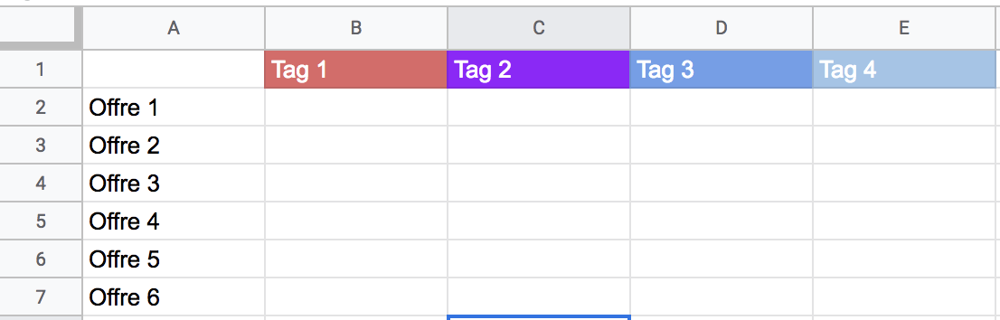 A B C D E
1 Tag 1 Tag 2 Tag 3 Tag 4
2 Offre 1
3 Offre 2
4 Offre 3
5 Offre 4
6 Offre 5
7 Offre 6